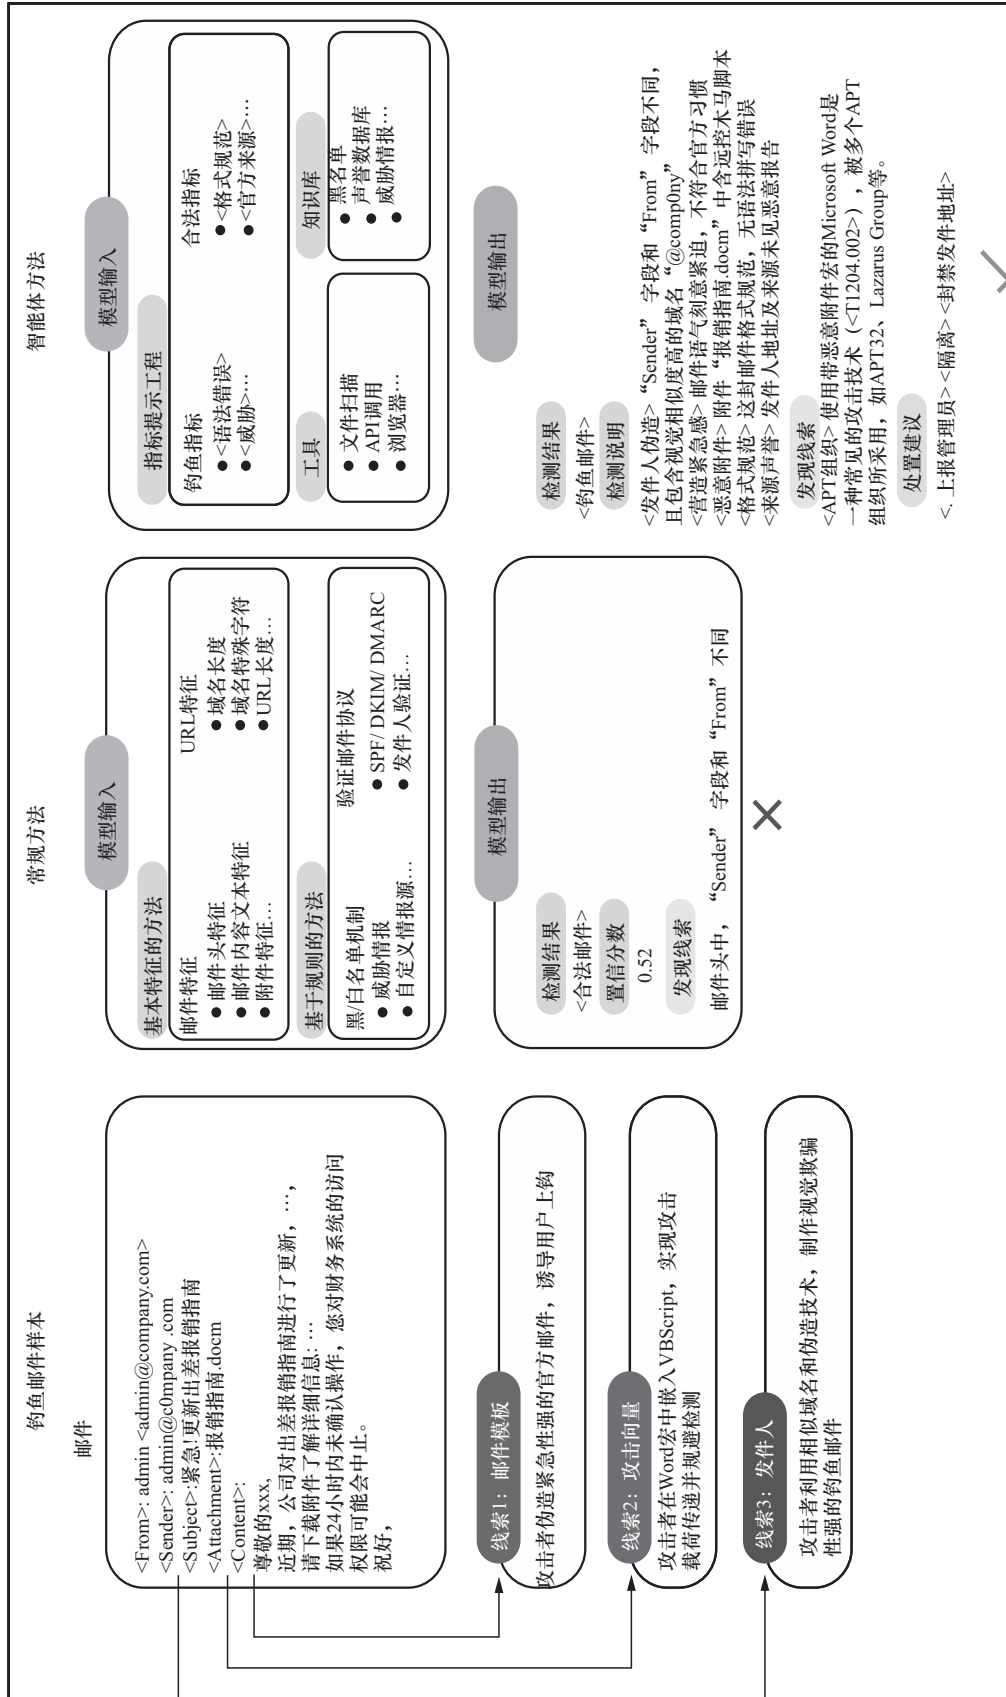 钓鱼邮件样本
邮件
<From>: admin <admin@company.com>
<Sender>: admin@c0mpany .com
<Subject>:紧急!更新出差报销指南
<Attachment>:报销指南.docm
<Content>:
尊敬的xxx,
近期，公司对出差报销指南进行了更新，…，
请下载附件了解详细信息: …
如果24小时内未确认操作，您对财务系统的访问
权限可能会中止。
祝好,
线索1：邮件模板
攻击者伪造紧急性强的官方邮件，诱导用户上钩
线索2：攻击向量
攻击者在Word宏中嵌入VBScript，实现攻击
载荷传递并规避检测
线索3：发件人
攻击者利用相似域名和伪造技术，制作视觉欺骗
性强的钓鱼邮件
常规方法
模型输入
基本特征的方法
邮件特征
●邮件头特征
●邮件内容文本特征
●附件特征…
URL特征
●域名长度
●域名特殊字符
●URL长度…
基于规则的方法
黑/白名单机制
●威胁情报
●自定义情报源…
验证邮件协议
●SPF/ DKIM/ DMARC
●发件人验证…
模型输出
检测结果
<合法邮件>
置信分数
0.52
发现线索
邮件头中，“Sender”字段和“From”不同
×
智能体方法
模型输入
指标提示工程
钓鱼指标
●<语法错误>
●<威胁>…
合法指标
●<格式规范>
●<官方来源>…
工具
●文件扫描
●API调用
●浏览器…
知识库
●黑名单
●声誉数据库
●威胁情报…
●
模型输出
检测结果
<钓鱼邮件>
检测说明
<发件人伪造>“Sender”字段和“From”字段不同，
且包含视觉相似度高的域名“@comp0ny”
<营造紧急感> 邮件语气刻意紧迫，不符合官方习惯
<恶意附件> 附件“报销指南.docm”中含远控木马脚本
<格式规范> 这封邮件格式规范，无语法拼写错误
<来源声誉> 发件人地址及来源未见恶意报告
发现线索
<APT组织> 使用带恶意附件宏的Microsoft Word是
一种常见的攻击技术（<T1204.002>），被多个APT
组织所采用，如APT32、Lazarus Group等。
处置建议
<. 上报管理员> <隔离> <封禁发件地址>